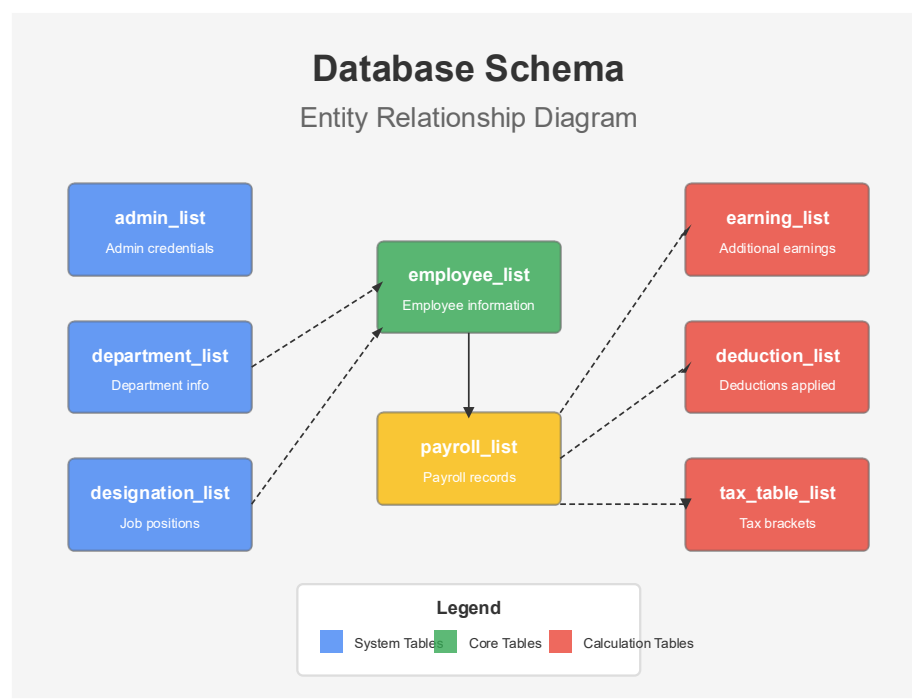 Database Schema
Entity Relationship Diagram
admin_list
Admin credentials
department_list
Department info
designation_list
Job positions
employee_list
Employee information
payroll_list
Payroll records
earning_list
Additional earnings
deduction_list
Deductions applied
tax_table_list
Tax brackets
Legend
System Tables
Core Tables
Calculation Tables